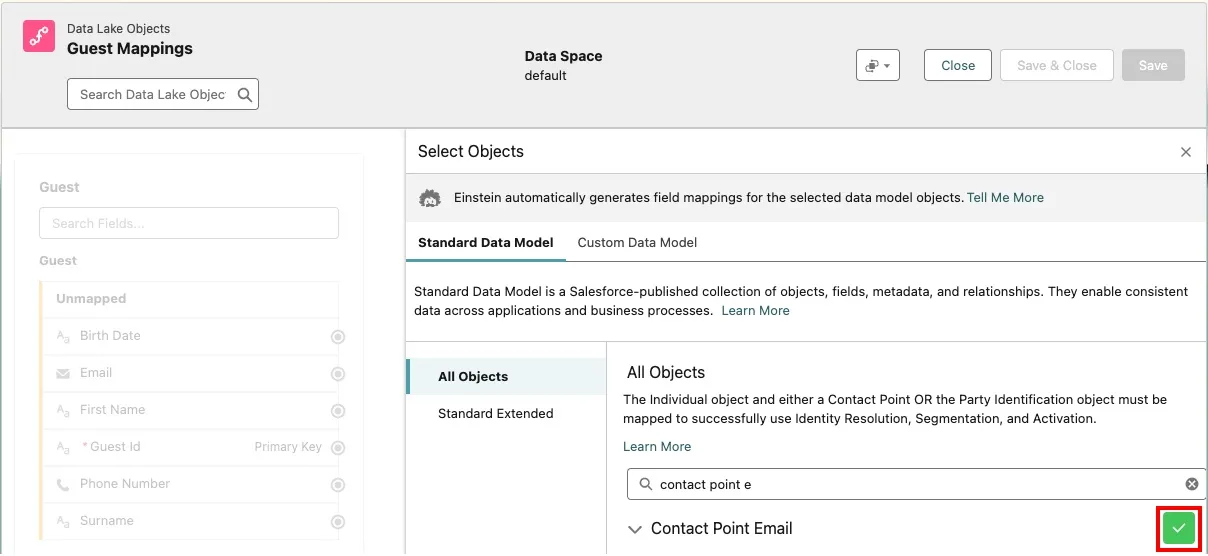 Data Lake Objects
Guest Mappings
Search Data Lake Objec
Data Space
default
Close
Save & Close
Save
Guest
Search Fields...
Guest
Unmapped
Birth Date
Email
First Name
* Guest Id Primary Key
Phone Number
Surname
Select Objects
Einstein automatically generates field mappings for the selected data model objects. Tell Me More
Standard Data Model Custom Data Model
Standard Data Model is a Salesforce-published collection of objects, fields, metadata, and relationships. They enable consistent
data across applications and business processes. Learn More
All Objects
Standard Extended
All Objects
The Individual object and either a Contact Point OR the Party Identification object must be
mapped to successfully use Identity Resolution, Segmentation, and Activation.
Learn More
contact point e
Contact Point Email